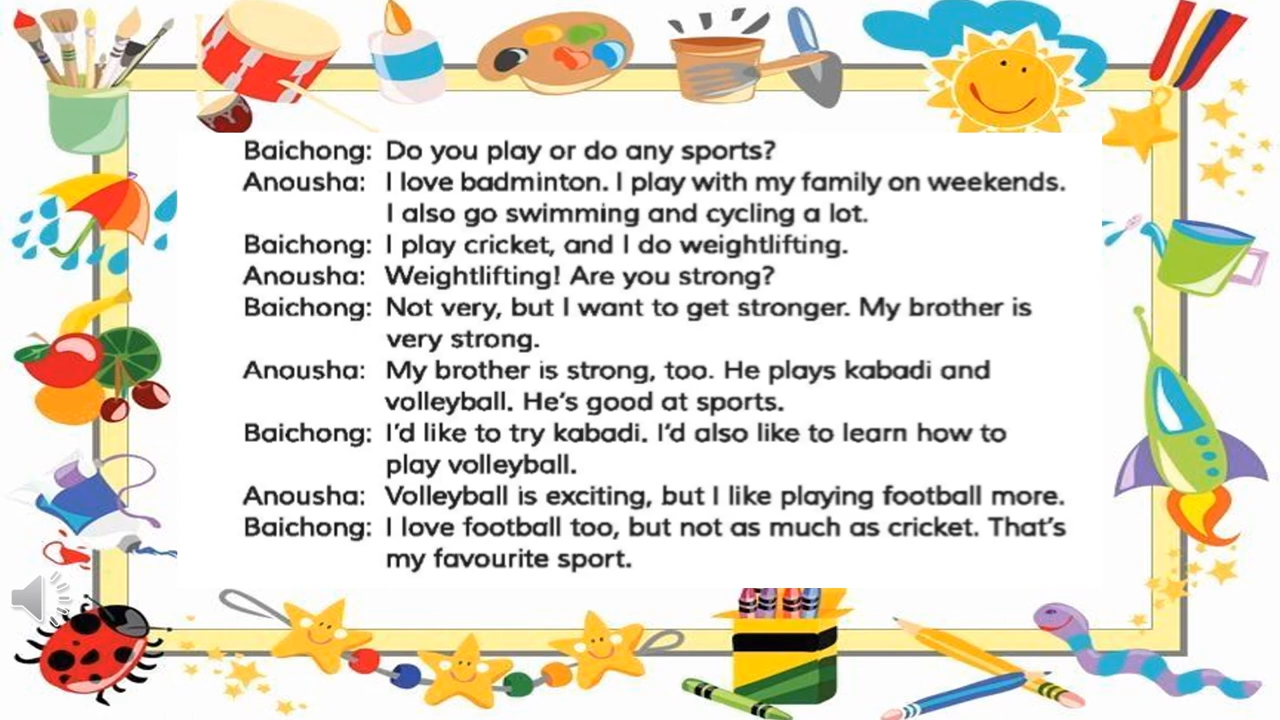 Baichong: Do you play or do any sports?
Anousha: I love badminton. I play with my family on weekends.
I also go swimming and cycling a lot.
Baichong: I play cricket, and I do weightlifting.
Anousha: Weightlifting! Are you strong?
Baichong: Not very, but I want to get stronger. My brother is
very strong.
Anousha: My brother is strong, too. He plays kabadi and
volleyball. He's good at sports.
Baichong: I'd like to try kabadi. I'd also like to learn how to
play volleyball.
Anousha: Volleyball is exciting, but I like playing football more.
Baichong: I love football too, but not as much as cricket. That's
my favourite sport.